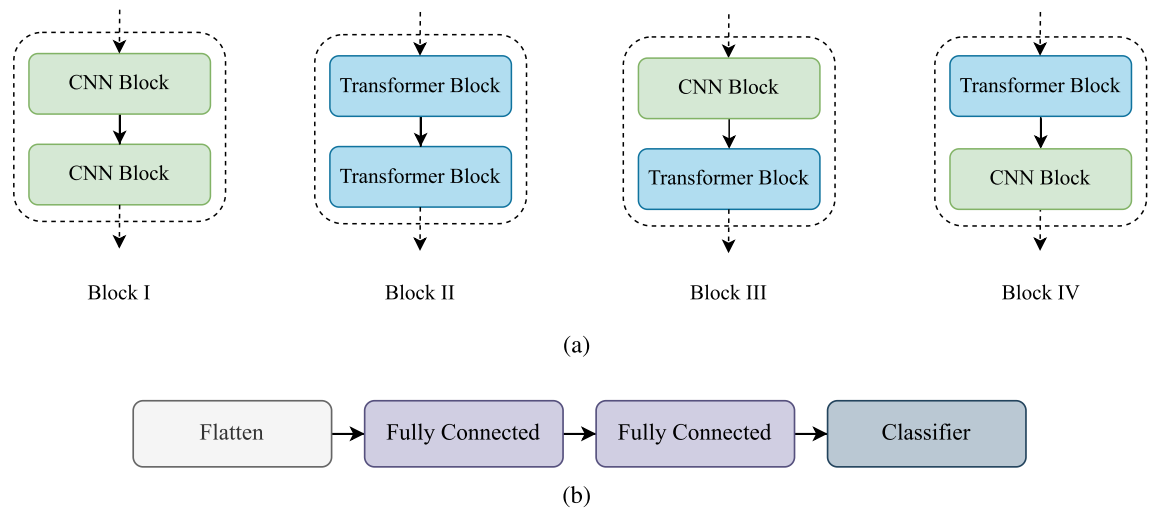 CNN Block
CNN Block
Block I
Transformer Block
Transformer Block
Block II
CNN Block
Transformer Block
Block III
Transformer Block
CNN Block
Block IV
(a)
Flatten
Fully Connected
Fully Connected
Classifier
(b)